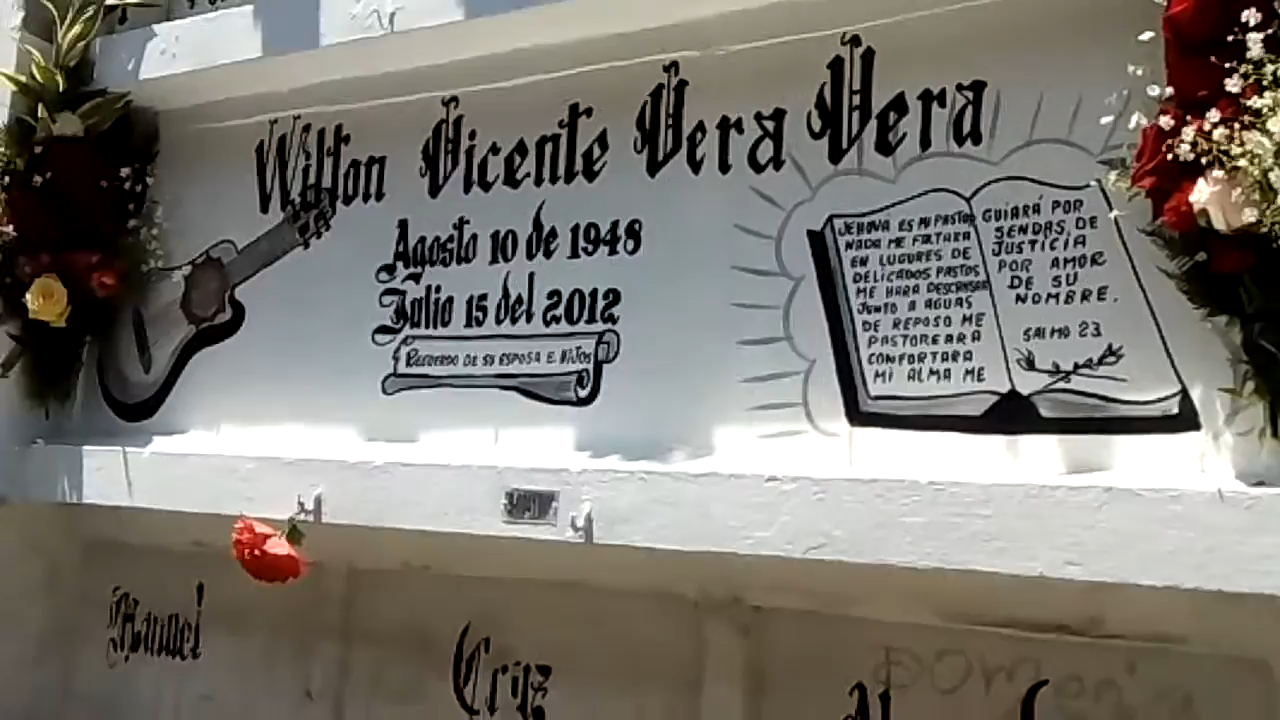 Wilton Vicente Vera Vera
Agosto 10 de 1948
Julio 15 del 2012
RECUERDO DE SU ESPOSA E HIJOS
JEHOVA ES MI PASTOR
NADA ME FALTARA
EN LUGURES DE
DELICADOS PASTOS
ME HARA DESCANSAR
JUNTO A AGUAS
DE REPOSO ME
PASTOREARA
CONFORTARA
MI ALMA ME
GUIARÁ POR
SENDAS DE
JUSTICIA
POR AMOR
DE SU
NOMBRE.
SALMO 23
Manuel
Cruz